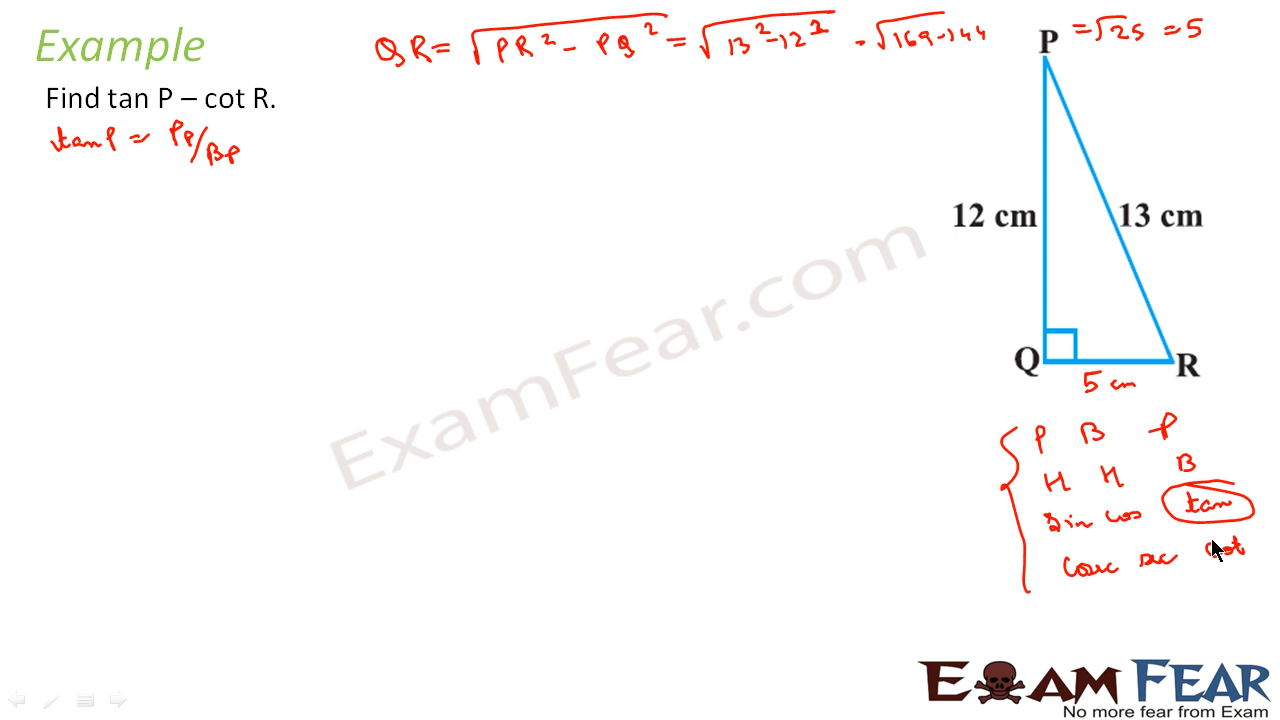 Example
QR = √PR² – PQ² = √13²-12² = √169-144 = √25 = 5
Find tan P – cot R.
tan P = PP/BP
P
12 cm
13 cm
Q
R
5 cm
P B P
H H B
Sin cos tan
Cosec sec cot
ExamFear.com
EXAM FEAR
No more fear from Exam